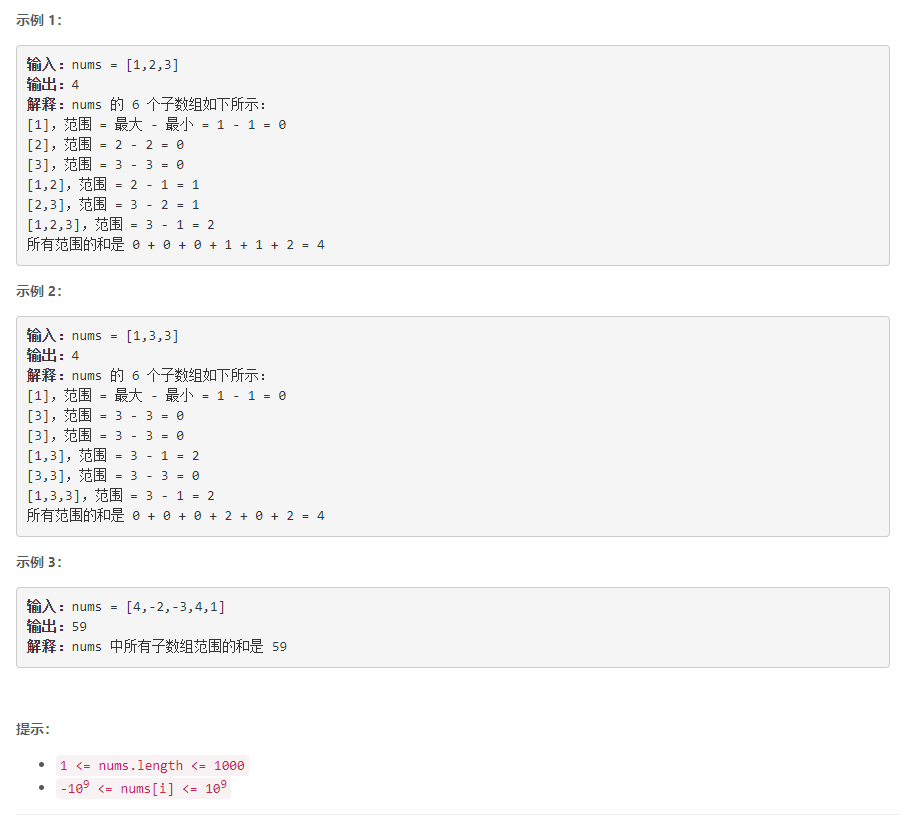 示例 1：
输入：nums = [1,2,3]
输出：4
解释：nums 的 6 个子数组如下所示：
[1]，范围 = 最大 - 最小 = 1 - 1 = 0
[2]，范围 = 2 - 2 = 0
[3]，范围 = 3 - 3 = 0
[1,2]，范围 = 2 - 1 = 1
[2,3]，范围 = 3 - 2 = 1
[1,2,3]，范围 = 3 - 1 = 2
所有范围的和是 0 + 0 + 0 + 1 + 1 + 2 = 4
示例 2：
输入：nums = [1,3,3]
输出：4
解释：nums 的 6 个子数组如下所示：
[1]，范围 = 最大 - 最小 = 1 - 1 = 0
[3]，范围 = 3 - 3 = 0
[3]，范围 = 3 - 3 = 0
[1,3]，范围 = 3 - 1 = 2
[3,3]，范围 = 3 - 3 = 0
[1,3,3]，范围 = 3 - 1 = 2
所有范围的和是 0 + 0 + 0 + 2 + 0 + 2 = 4
示例 3：
输入：nums = [4,-2,-3,4,1]
输出：59
解释：nums 中所有子数组范围的和是 59
提示：
• 1 <= nums.length <= 1000
• -10⁹ <= nums[i] <= 10⁹